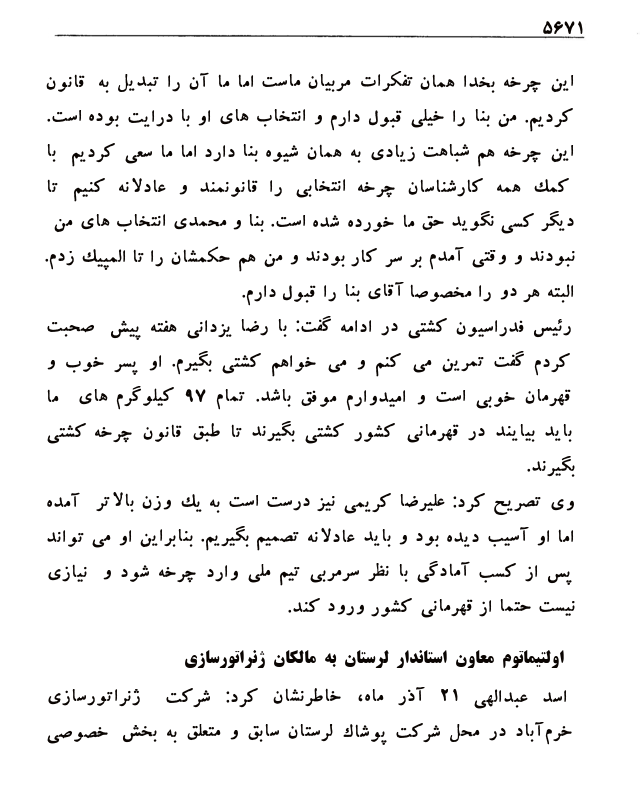 ۵۶۷۱
این چرخه بخدا همان تفکرات مربیان ماست اما ما آن را تبدیل به قانون
کردیم. من بنا را خیلی قبول دارم و انتخاب های او با درایت بوده است.
این چرخه هم شباهت زیادی به همان شیوه بنا دارد اما ما سعی کردیم با
کمك همه کارشناسان چرخه انتخابی را قانونمند و عادلانه کنیم تا
دیگر کسی نگوید حق ما خورده شده است. بنا و محمدی انتخاب های من
نبودند و وقتی آمدم بر سر کار بودند و من هم حکمشان را تا المپیك زدم.
البته هر دو را مخصوصا آقای بنا را قبول دارم.
رئیس فدراسیون کشتی در ادامه گفت: با رضا یزدانی هفته پیش صحبت
کردم گفت تمرین می کنم و می خواهم کشتی بگیرم. او پسر خوب و
قهرمان خوبی است و امیدوارم موفق باشد. تمام ۹۷ کیلوگرم های ما
باید بیایند در قهرمانی کشور کشتی بگیرند تا طبق قانون چرخه کشتی
بگیرند.
وی تصریح کرد: علیرضا کریمی نیز درست است به یك وزن بالاتر آمده
اما او آسیب دیده بود و باید عادلانه تصمیم بگیریم. بنابراین او می تواند
پس از کسب آمادگی با نظر سرمربی تیم ملی وارد چرخه شود و نیازی
نیست حتما از قهرمانی کشور ورود کند.
اولتیماتوم معاون استاندار لرستان به مالکان ژنراتورسازی
اسد عبدالهی ۲۱ آذر ماه، خاطرنشان کرد: شرکت ژنراتورسازی
خرم‌آباد در محل شرکت پوشاك لرستان سابق و متعلق به بخش خصوصی